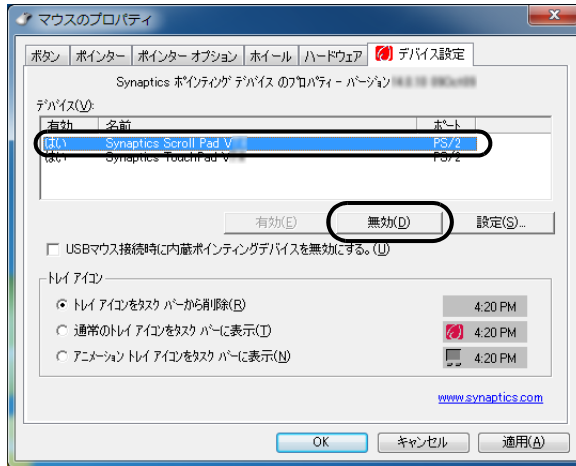 マウスのプロパティ
ボタン ポインター ポインター オプション ホイール ハードウェア デバイス設定
Synaptics ポインティング デバイス のプロパティ - バージョン
デバイス(V):
有効 名前 ポート
はい Synaptics Scroll Pad V PS/2
はい Synaptics TouchPad V PS/2
有効(E) 無効(D) 設定(S)...
USBマウス接続時に内蔵ポインティングデバイスを無効にする。(U)
トレイ アイコン
トレイ アイコンをタスク バーから削除(R) 4:20 PM
通常のトレイ アイコンをタスク バーに表示(T) 4:20 PM
アニメーション トレイ アイコンをタスク バーに表示(N) 4:20 PM
www.synaptics.com
OK キャンセル 適用(A)